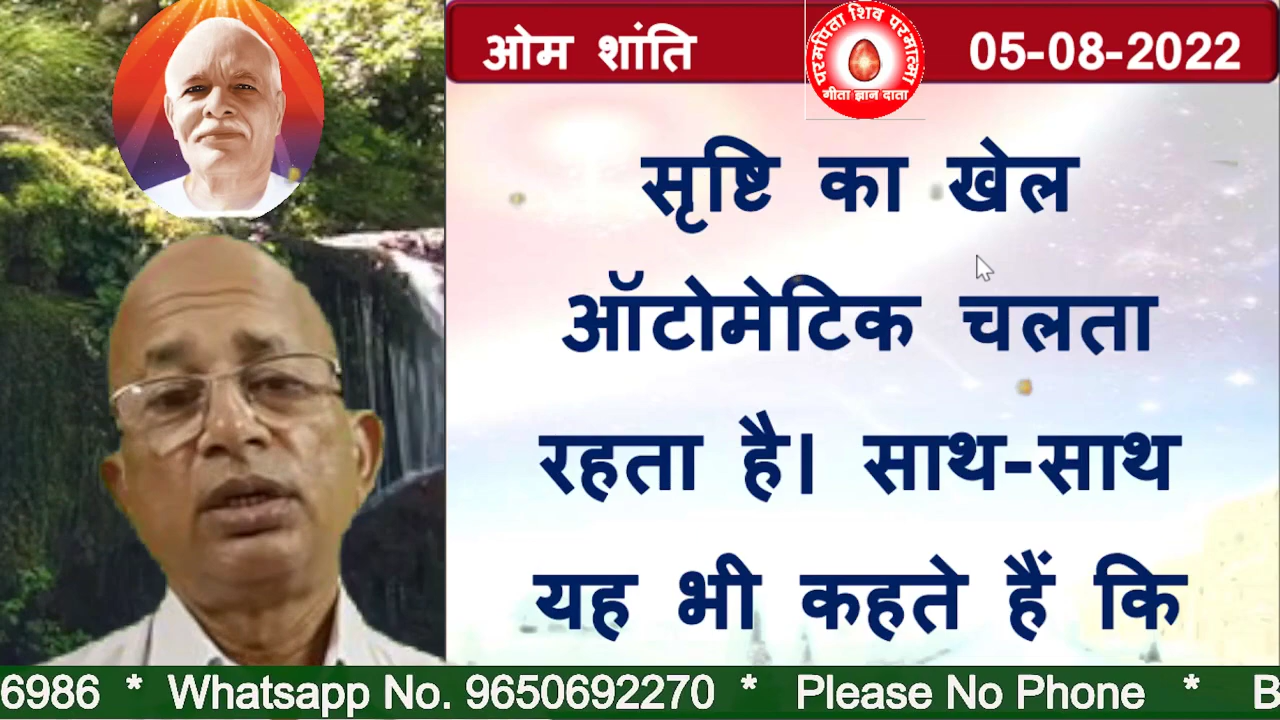 ओम शांति
परमपिता शिव परमात्मा
गीता ज्ञान दाता
05-08-2022
सृष्टि का खेल
ऑटोमेटिक चलता
रहता है। साथ-साथ
यह भी कहते हैं कि
6986 * Whatsapp No. 9650692270 * Please No Phone * B